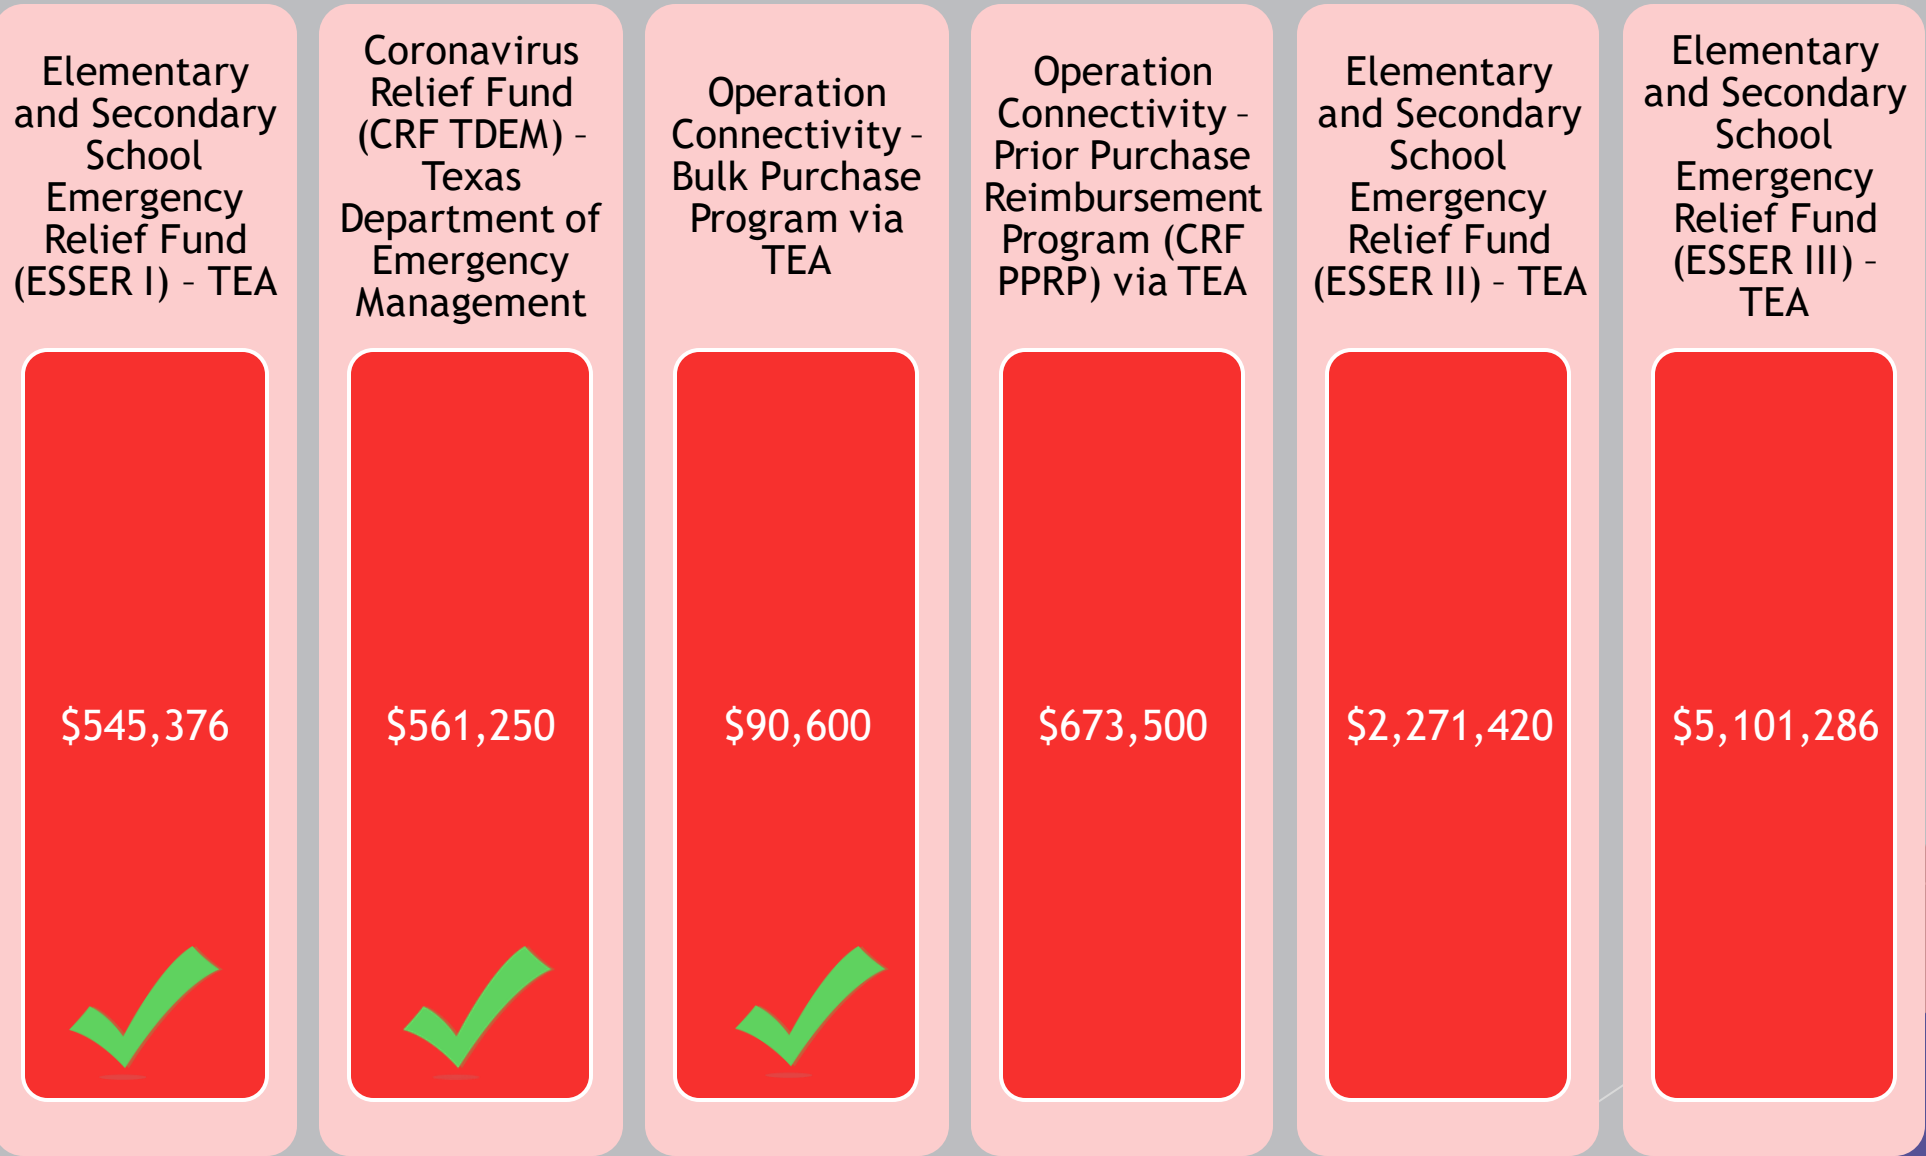 Elementary
and Secondary
School
Emergency
Relief Fund
(ESSER I) – TEA
$545,376
Coronavirus
Relief Fund
(CRF TDEM) –
Texas
Department of
Emergency
Management
$561,250
Operation
Connectivity –
Bulk Purchase
Program via
TEA
$90,600
Operation
Connectivity –
Prior Purchase
Reimbursement
Program (CRF
PPRP) via TEA
$673,500
Elementary
and Secondary
School
Emergency
Relief Fund
(ESSER II) – TEA
$2,271,420
Elementary
and Secondary
School
Emergency
Relief Fund
(ESSER III) –
TEA
$5,101,286